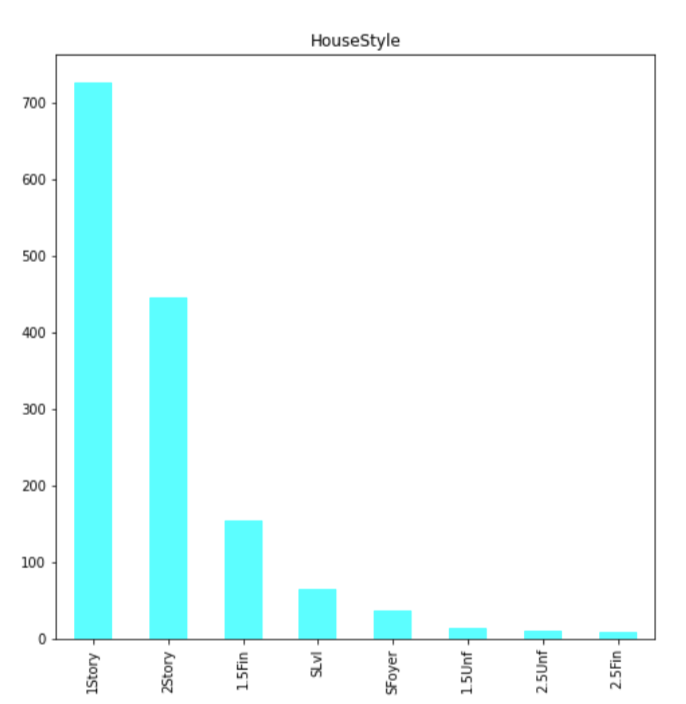 HouseStyle
700
600
500
400
300
200
100
0
1Story
2Story
1.5Fin
SLvl
SFoyer
1.5Unf
2.5Unf
2.5Fin